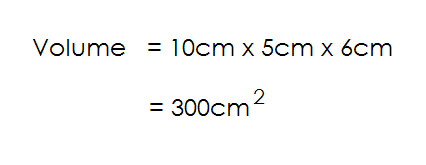 Volume = 10cm x 5cm x 6cm
= 300cm²